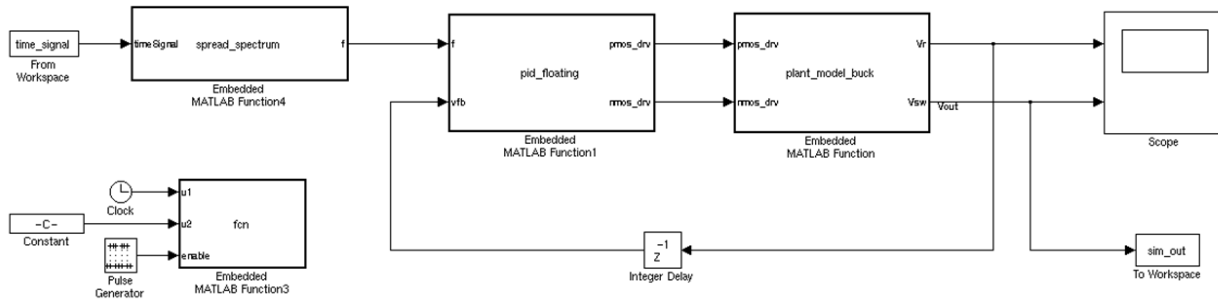 time_signal
From
Workspace
timeSignal
spread_spectrum
f
Embedded
MATLAB Function4
f
vfb
pid_floating
pmos_drv
nmos_drv
Embedded
MATLAB Function1
pmos_drv
nmos_drv
plant_model_buck
Vr
Vsw
Embedded
MATLAB Function
Vout
Scope
Clock
-C-
Constant
Pulse
Generator
u1
u2
enable
fcn
Embedded
MATLAB Function3
-1
Z
Integer Delay
sim_out
To Workspace